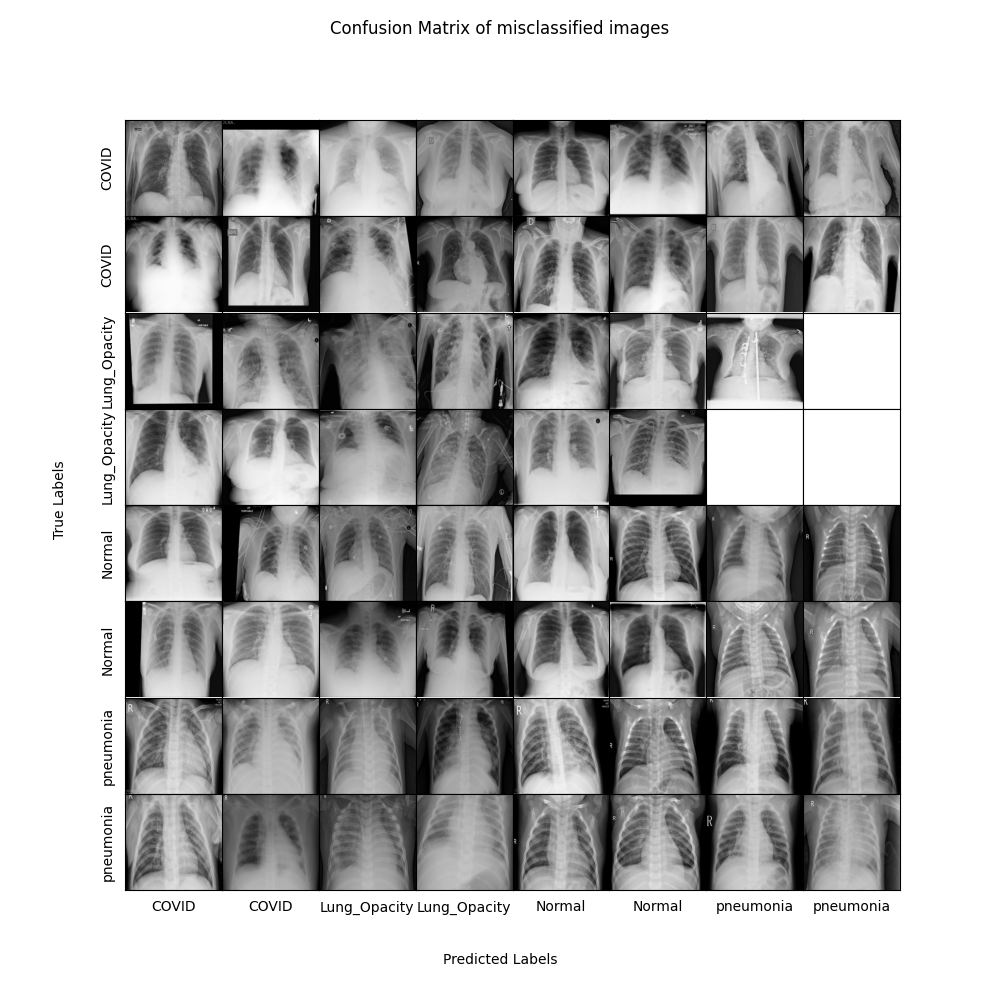 Confusion Matrix of misclassified images
COVID
COVID
Lung_Opacity
Lung_Opacity
Normal
Normal
pneumonia
pneumonia
True Labels
COVID COVID Lung_Opacity Lung_Opacity Normal Normal pneumonia pneumonia
Predicted Labels